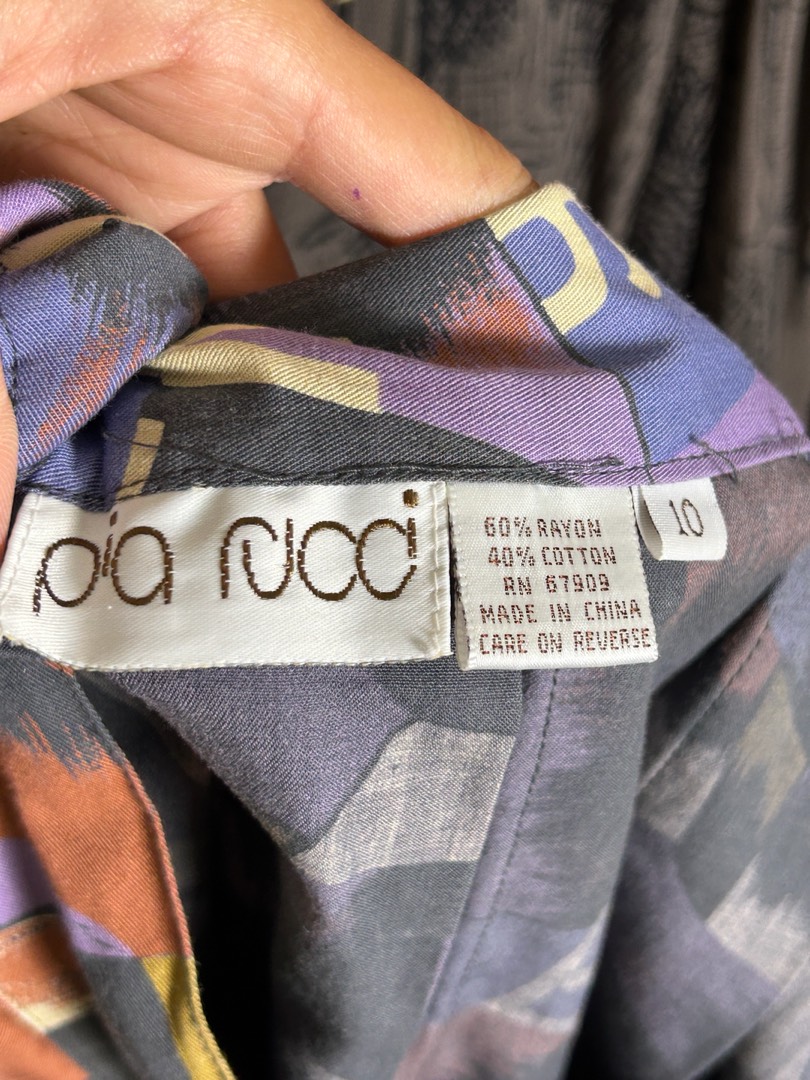 pia rucci
60% RAYON
40% COTTON
RN 67909
MADE IN CHINA
CARE ON REVERSE
10